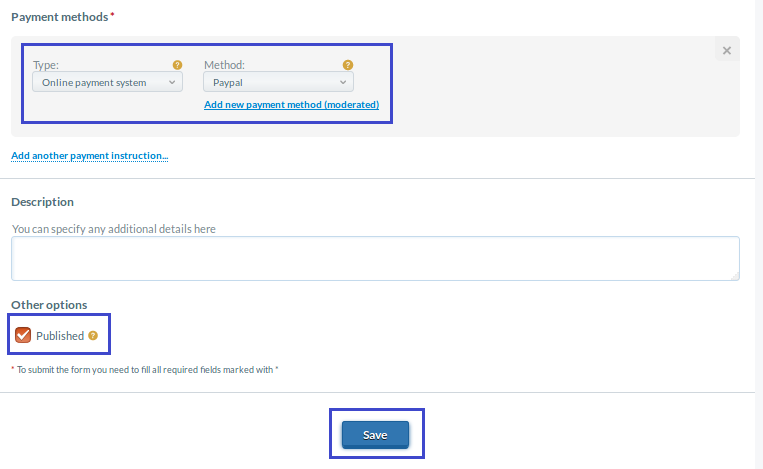 Payment methods *
Type: ? Method: ?
Online payment system Paypal
Add new payment method (moderated)
Add another payment instruction...
Description
You can specify any additional details here
Other options
Published ?
* To submit the form you need to fill all required fields marked with *
Save